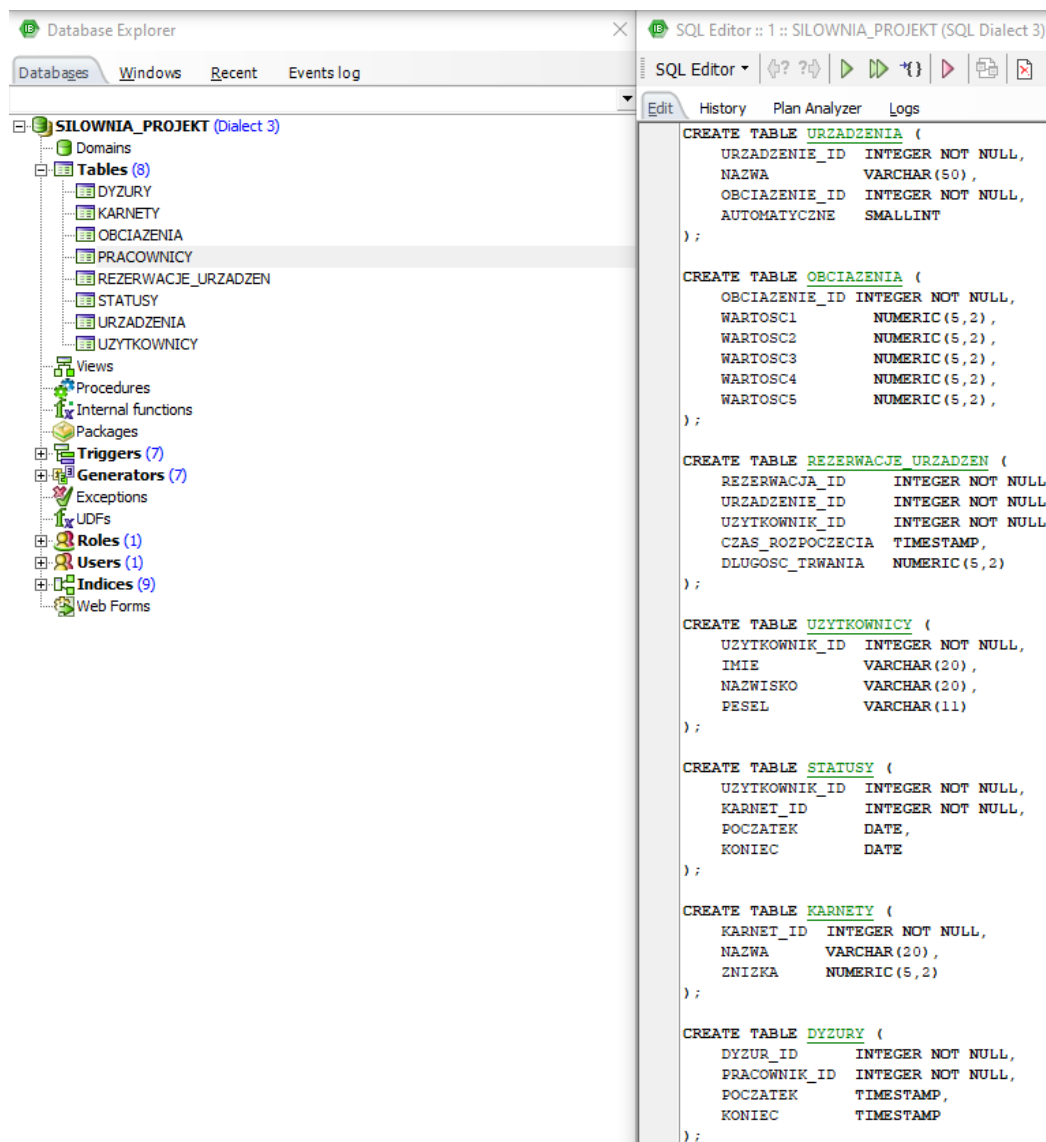 Database Explorer
Databases Windows Recent Events log
SILOWNIA_PROJEKT (Dialect 3)
Domains
Tables (8)
DYZURY
KARNETY
OBCIAZENIA
PRACOWNICY
REZERWACJE_URZADZEN
STATUSY
URZADZENIA
UZYTKOWNICY
Views
Procedures
Internal functions
Packages
Triggers (7)
Generators (7)
Exceptions
UDFs
Roles (1)
Users (1)
Indices (9)
Web Forms
SQL Editor :: 1 :: SILOWNIA_PROJEKT (SQL Dialect 3)
SQL Editor
Edit History Plan Analyzer Logs
CREATE TABLE URZADZENIA (
URZADZENIE_ID INTEGER NOT NULL,
NAZWA VARCHAR(50),
OBCIAZENIE_ID INTEGER NOT NULL,
AUTOMATYCZNE SMALLINT
);
CREATE TABLE OBCIAZENIA (
OBCIAZENIE_ID INTEGER NOT NULL,
WARTOSC1 NUMERIC(5,2),
WARTOSC2 NUMERIC(5,2),
WARTOSC3 NUMERIC(5,2),
WARTOSC4 NUMERIC(5,2),
WARTOSC5 NUMERIC(5,2),
);
CREATE TABLE REZERWACJE_URZADZEN (
REZERWACJA_ID INTEGER NOT NULL
URZADZENIE_ID INTEGER NOT NULL
UZYTKOWNIK_ID INTEGER NOT NULL
CZAS_ROZPOCZECIA TIMESTAMP,
DLUGOSC_TRWANIA NUMERIC(5,2)
);
CREATE TABLE UZYTKOWNICY (
UZYTKOWNIK_ID INTEGER NOT NULL,
IMIE VARCHAR(20),
NAZWISKO VARCHAR(20),
PESEL VARCHAR(11)
);
CREATE TABLE STATUSY (
UZYTKOWNIK_ID INTEGER NOT NULL,
KARNET_ID INTEGER NOT NULL,
POCZATEK DATE,
KONIEC DATE
);
CREATE TABLE KARNETY (
KARNET_ID INTEGER NOT NULL,
NAZWA VARCHAR(20),
ZNIZKA NUMERIC(5,2)
);
CREATE TABLE DYZURY (
DYZUR_ID INTEGER NOT NULL,
PRACOWNIK_ID INTEGER NOT NULL,
POCZATEK TIMESTAMP,
KONIEC TIMESTAMP
);